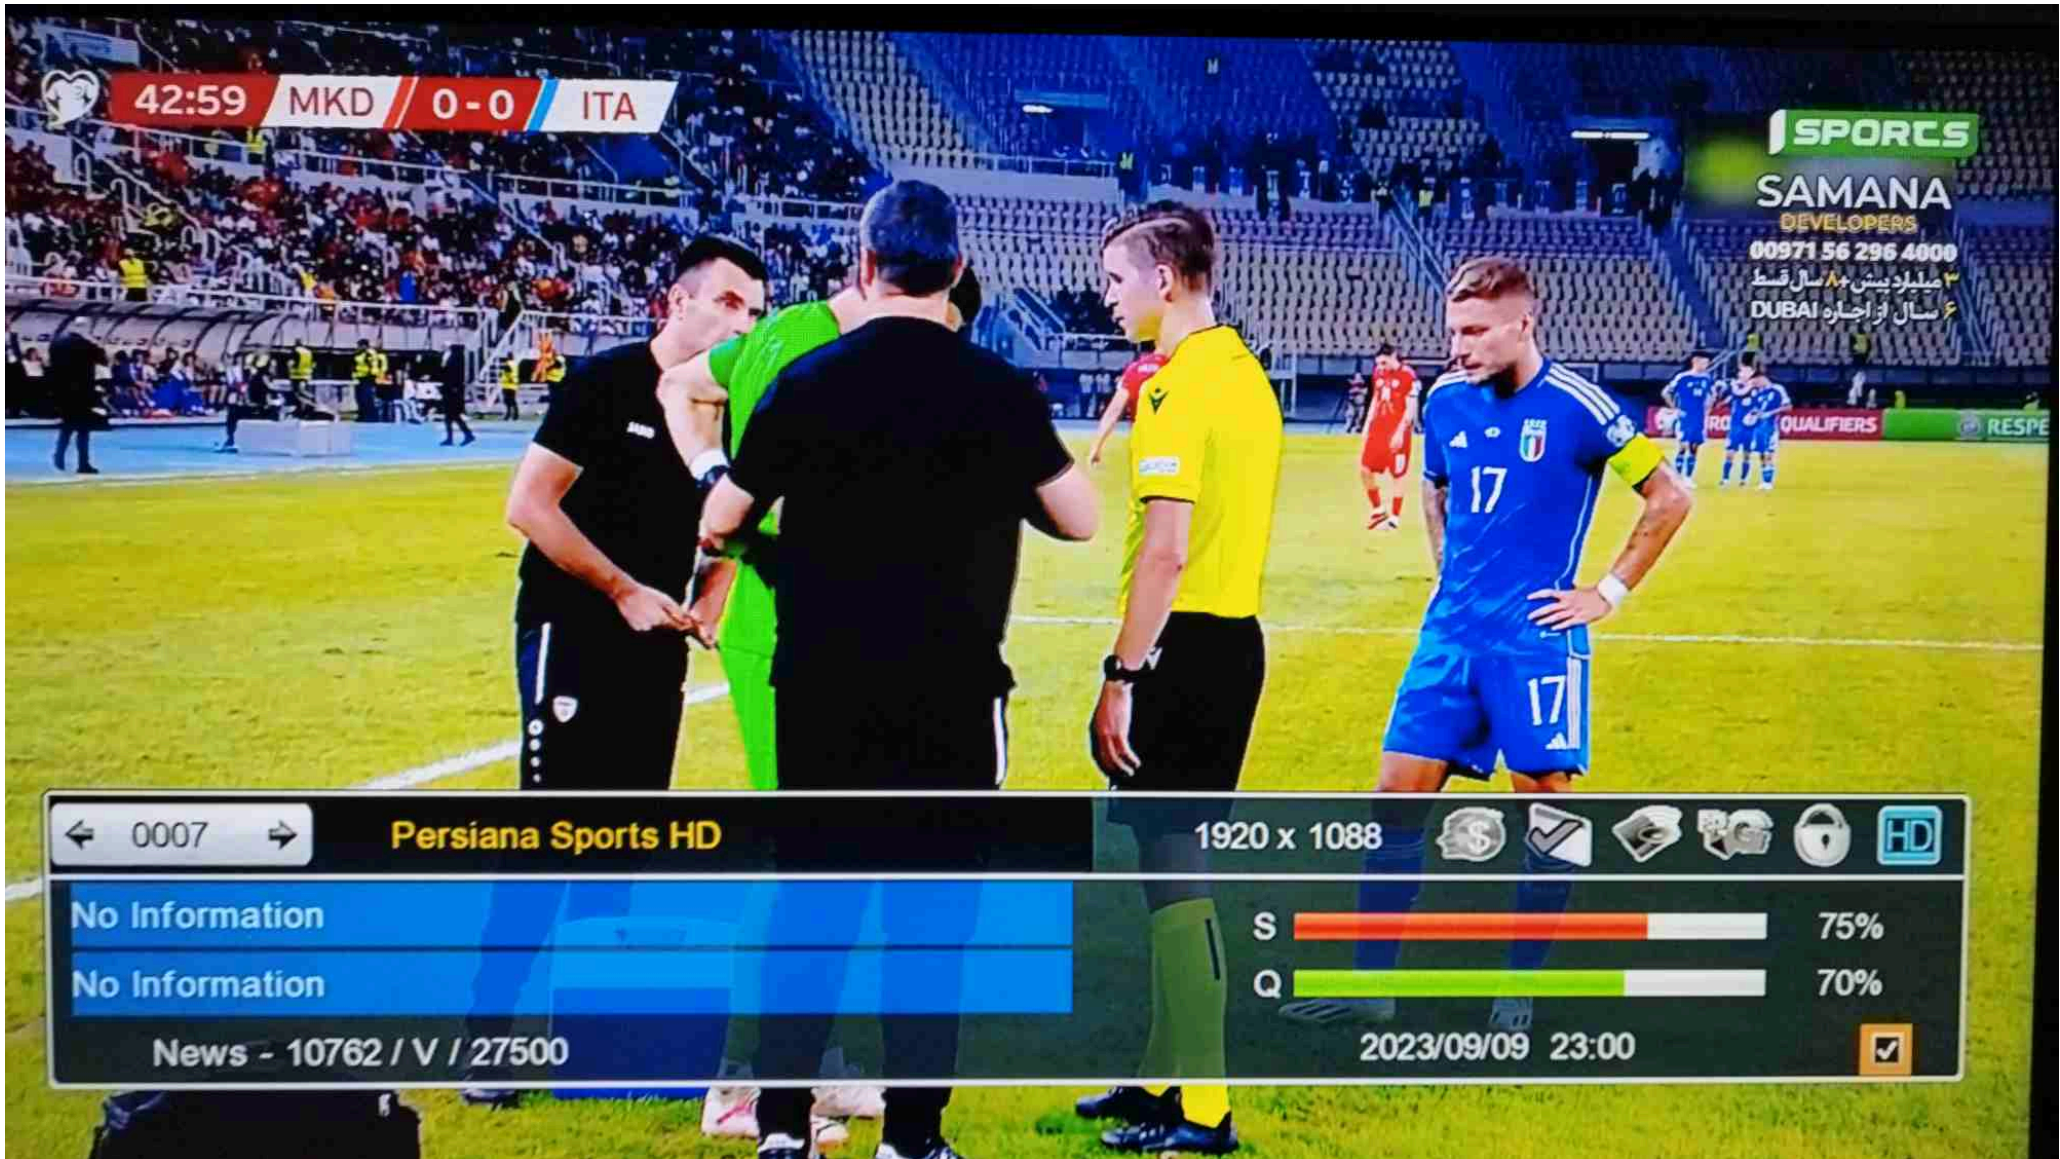 42:59 MKD 0-0 ITA
SPORTS
SAMANA
DEVELOPERS
00971 56 296 4000
۳ میلیارد پیش+۸ سال قسط
۶ سال از اجاره DUBAI
QUALIFIERS
RESPE
JAKO
17
17
0007
Persiana Sports HD
1920 x 1088
HD
No Information
No Information
S 75%
Q 70%
News - 10762 / V / 27500
2023/09/09 23:00